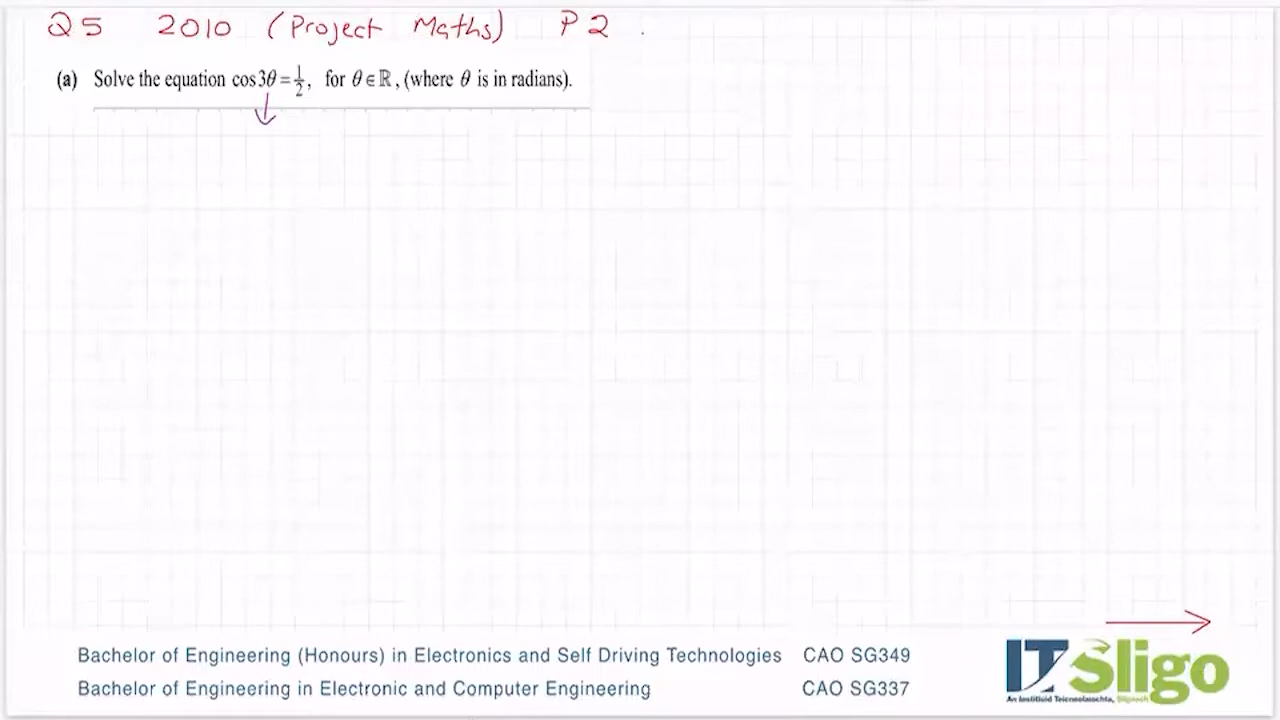 Q5 2010 (Project Maths) P2
(a) Solve the equation cos3θ = 1/2, for θ ∈ ℝ, (where θ is in radians).
Bachelor of Engineering (Honours) in Electronics and Self Driving Technologies CAO SG349
Bachelor of Engineering in Electronic and Computer Engineering CAO SG337
IT Sligo
An Institiúid Teicneolaíochta, Sligeach